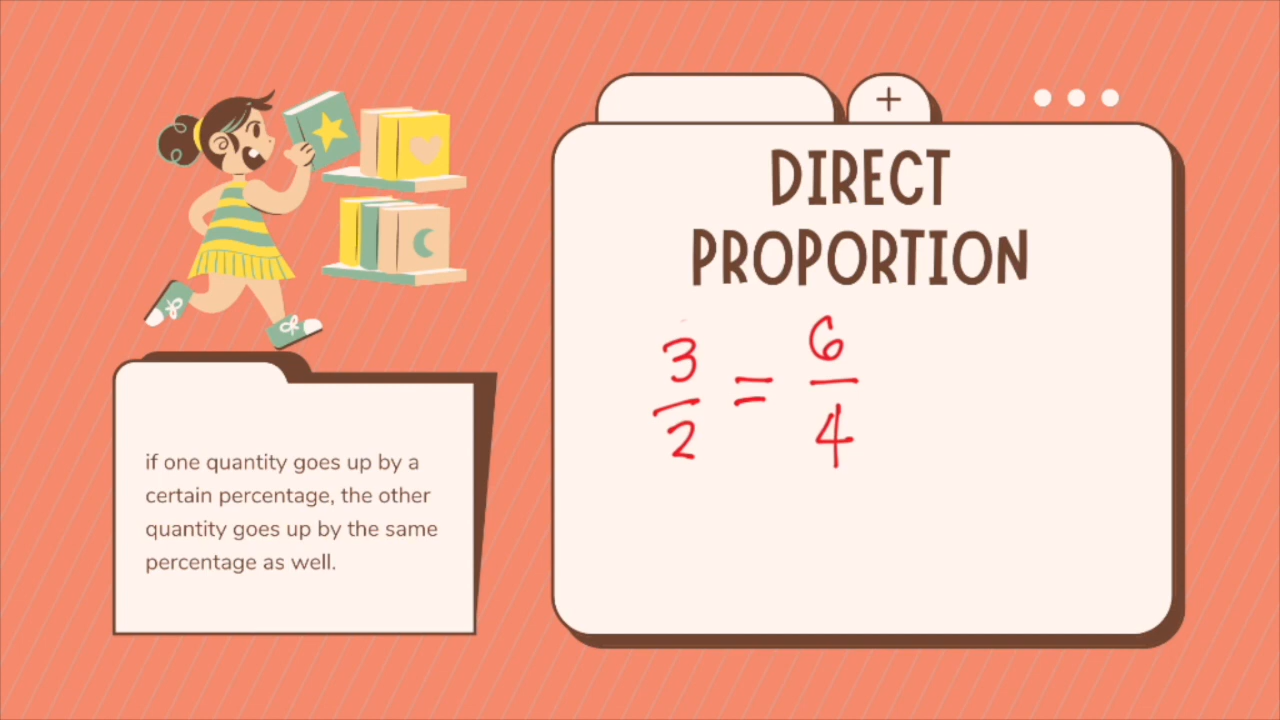 DIRECT
PROPORTION
3/2 = 6/4
if one quantity goes up by a
certain percentage, the other
quantity goes up by the same
percentage as well.